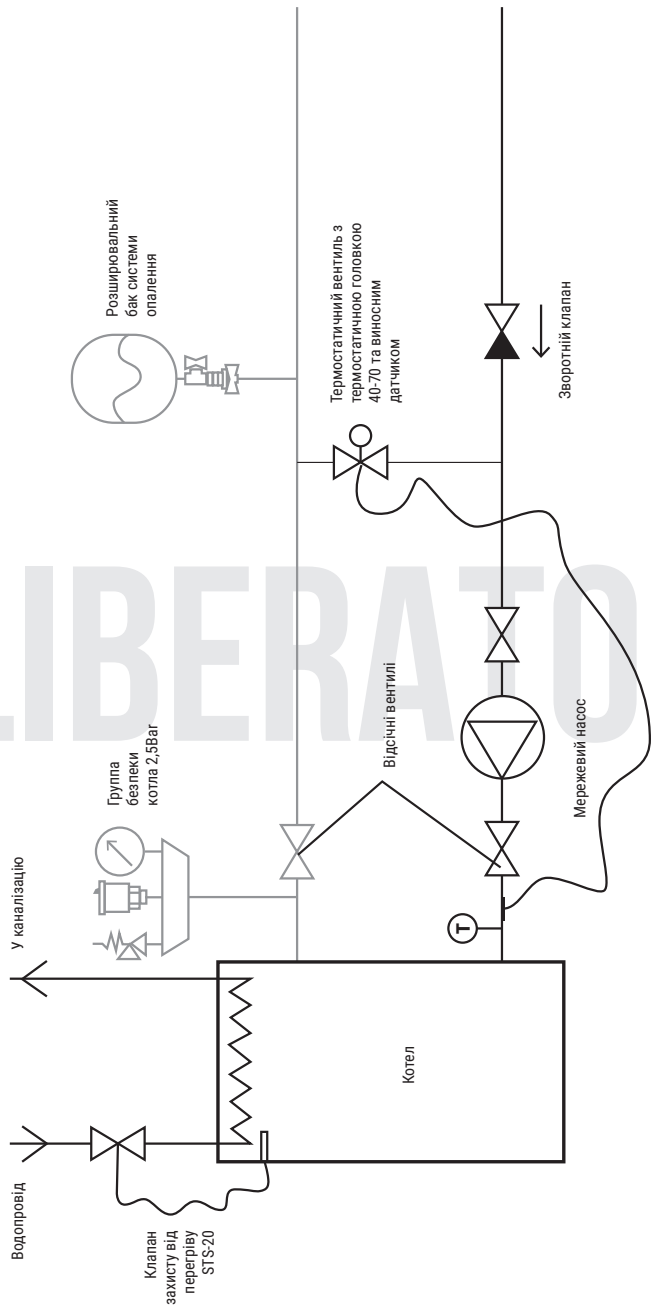 Водопровід
Клапан
захисту від
перегріву
STS-20
У каналізацію
Группа
безпеки
котла 2,5Bar
Розширювальний
бак системи
опалення
Термостатичний вентиль з
термостатичною головкою
40-70 та виносним
датчиком
Відсічні вентилі
Котел
T
Мережевий насос
Зворотній клапан
LIBERATO